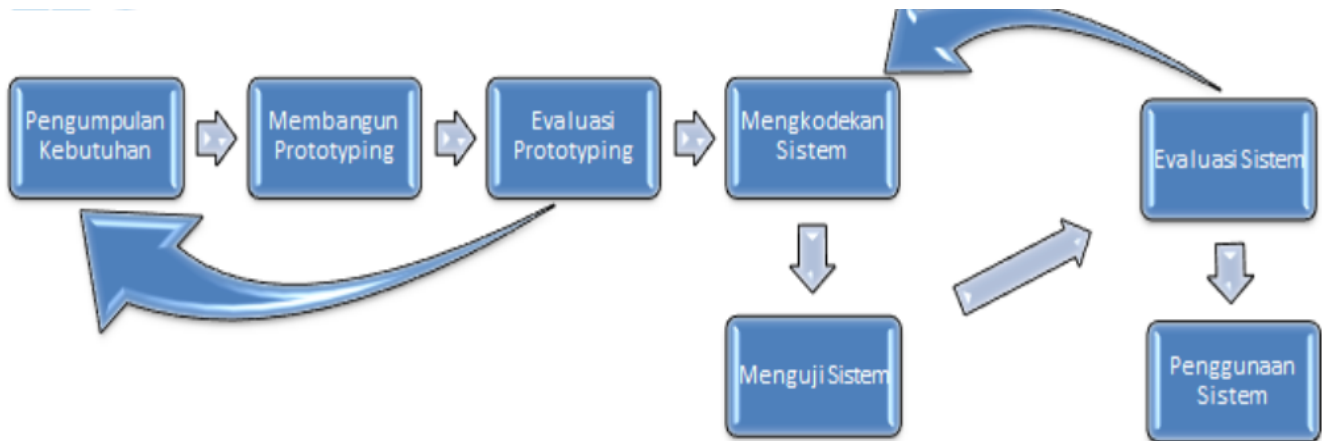 Pengumpulan
Kebutuhan
Membangun
Prototyping
Evaluasi
Prototyping
Mengkodekan
Sistem
Evaluasi Sistem
Menguji Sistem
Penggunaan
Sistem